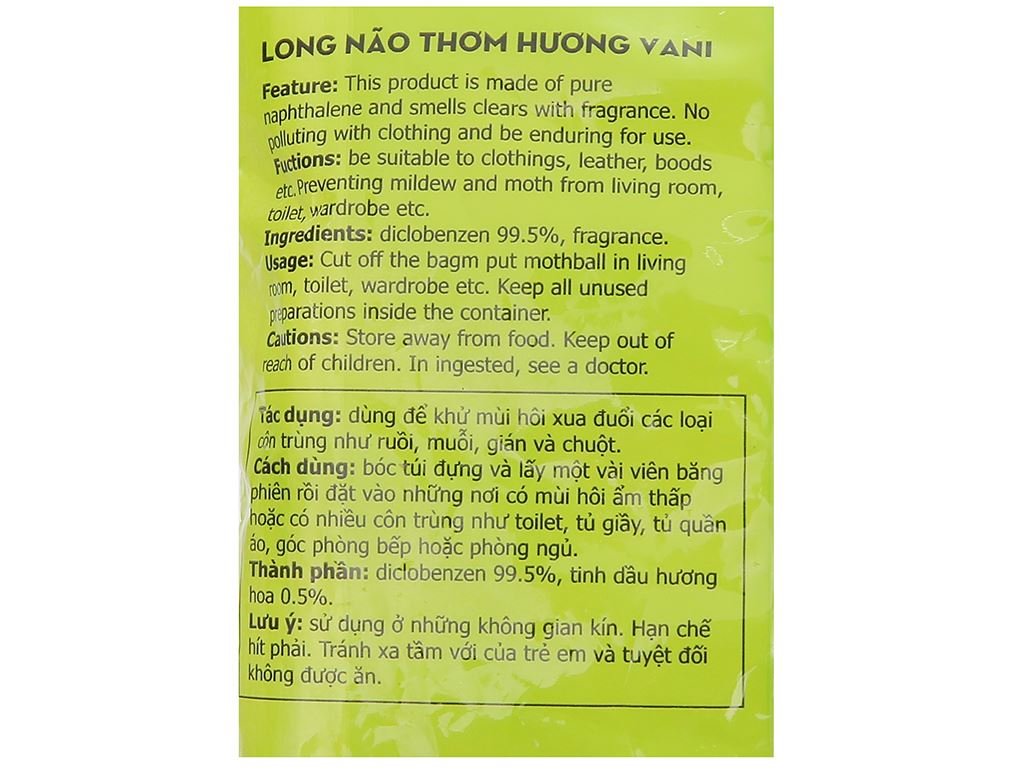 LONG NÃO THƠM HƯƠNG VANI
Feature: This product is made of pure
naphthalene and smells clears with fragrance. No
polluting with clothing and be enduring for use.
Fuctions: be suitable to clothings, leather, boods
etc. Preventing mildew and moth from living room,
toilet, wardrobe etc.
Ingredients: diclobenzen 99.5%, fragrance.
Usage: Cut off the bagm put mothball in living
room, toilet, wardrobe etc. Keep all unused
preparations inside the container.
Cautions: Store away from food. Keep out of
reach of children. In ingested, see a doctor.
Tác dụng: dùng để khử mùi hôi xua đuổi các loại
côn trùng như ruồi, muỗi, gián và chuột.
Cách dùng: bóc túi đựng và lấy một vài viên băng
phiên rồi đặt vào những nơi có mùi hôi ẩm thấp
hoặc có nhiều côn trùng như toilet, tủ giầy, tủ quần
áo, góc phòng bếp hoặc phòng ngủ.
Thành phần: diclobenzen 99.5%, tinh dầu hương
hoa 0.5%.
Lưu ý: sử dụng ở những không gian kín. Hạn chế
hít phải. Tránh xa tầm với của trẻ em và tuyệt đối
không được ăn.